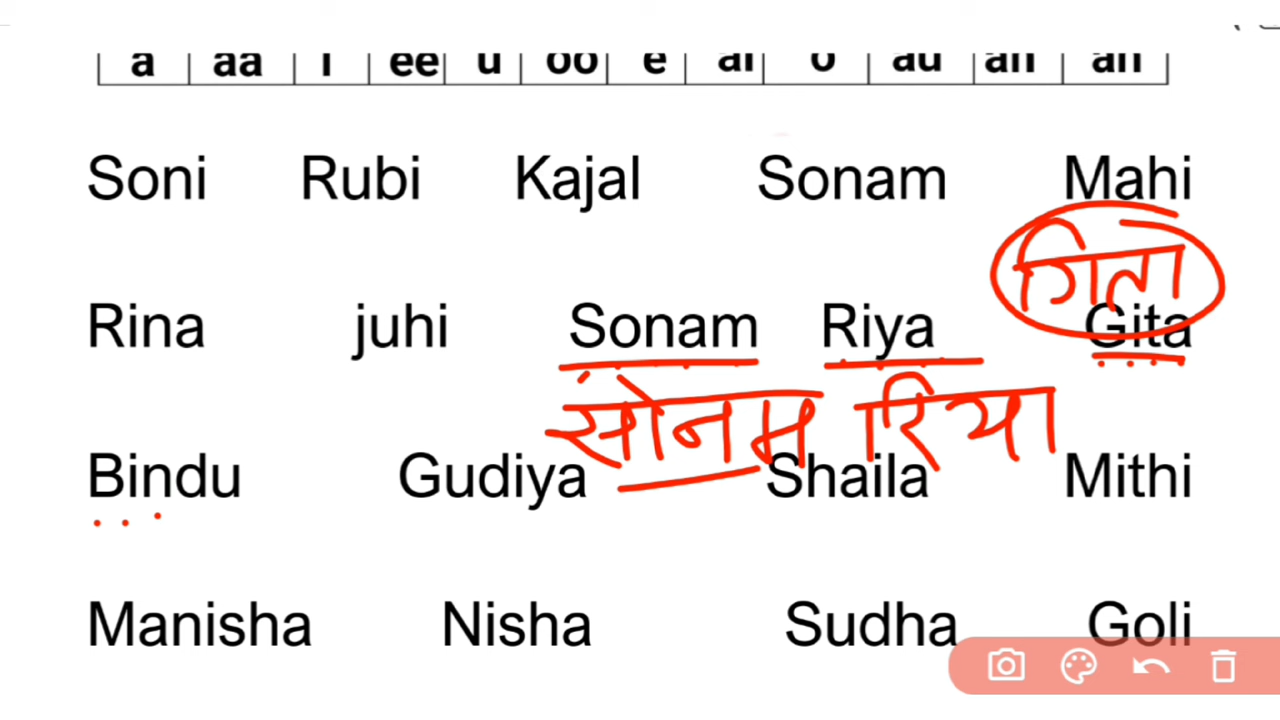 a aa i ee u oo e ai o au an ah
Soni Rubi Kajal Sonam Mahi
गिता
Rina juhi Sonam Riya Gita
सोनम रिया
Bindu Gudiya Shaila Mithi
Manisha Nisha Sudha Goli